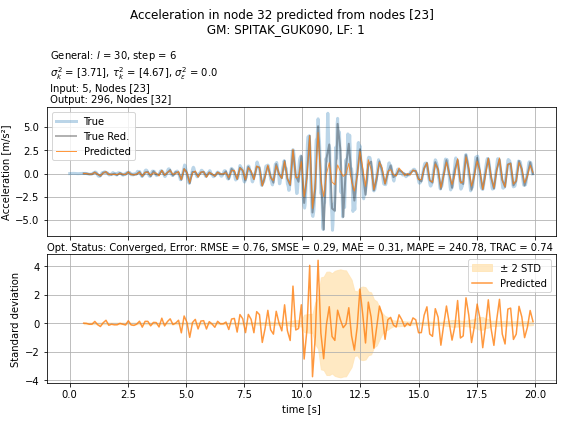 Acceleration in node 32 predicted from nodes [23]
GM: SPITAK_GUK090, LF: 1
General: l = 30, step = 6
σ²ₖ = [3.71], τ²ₖ = [4.67], σ²ε = 0.0
Input: 5, Nodes [23]
Output: 296, Nodes [32]
True
True Red.
Predicted
Acceleration [m/s²]
5.0
2.5
0.0
−2.5
−5.0
Opt. Status: Converged, Error: RMSE = 0.76, SMSE = 0.29, MAE = 0.31, MAPE = 240.78, TRAC = 0.74
± 2 STD
Predicted
Standard deviation
4
2
0
−2
−4
0.0 2.5 5.0 7.5 10.0 12.5 15.0 17.5 20.0
time [s]